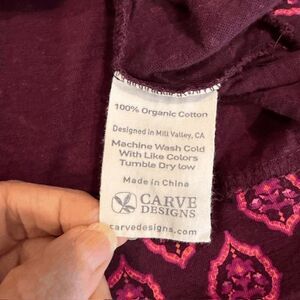 100% Organic Cotton
Designed in Mill Valley, CA
Machine Wash Cold
With Like Colors
Tumble Dry low
Made in China
CARVE
DESIGNS
carvedesigns.com